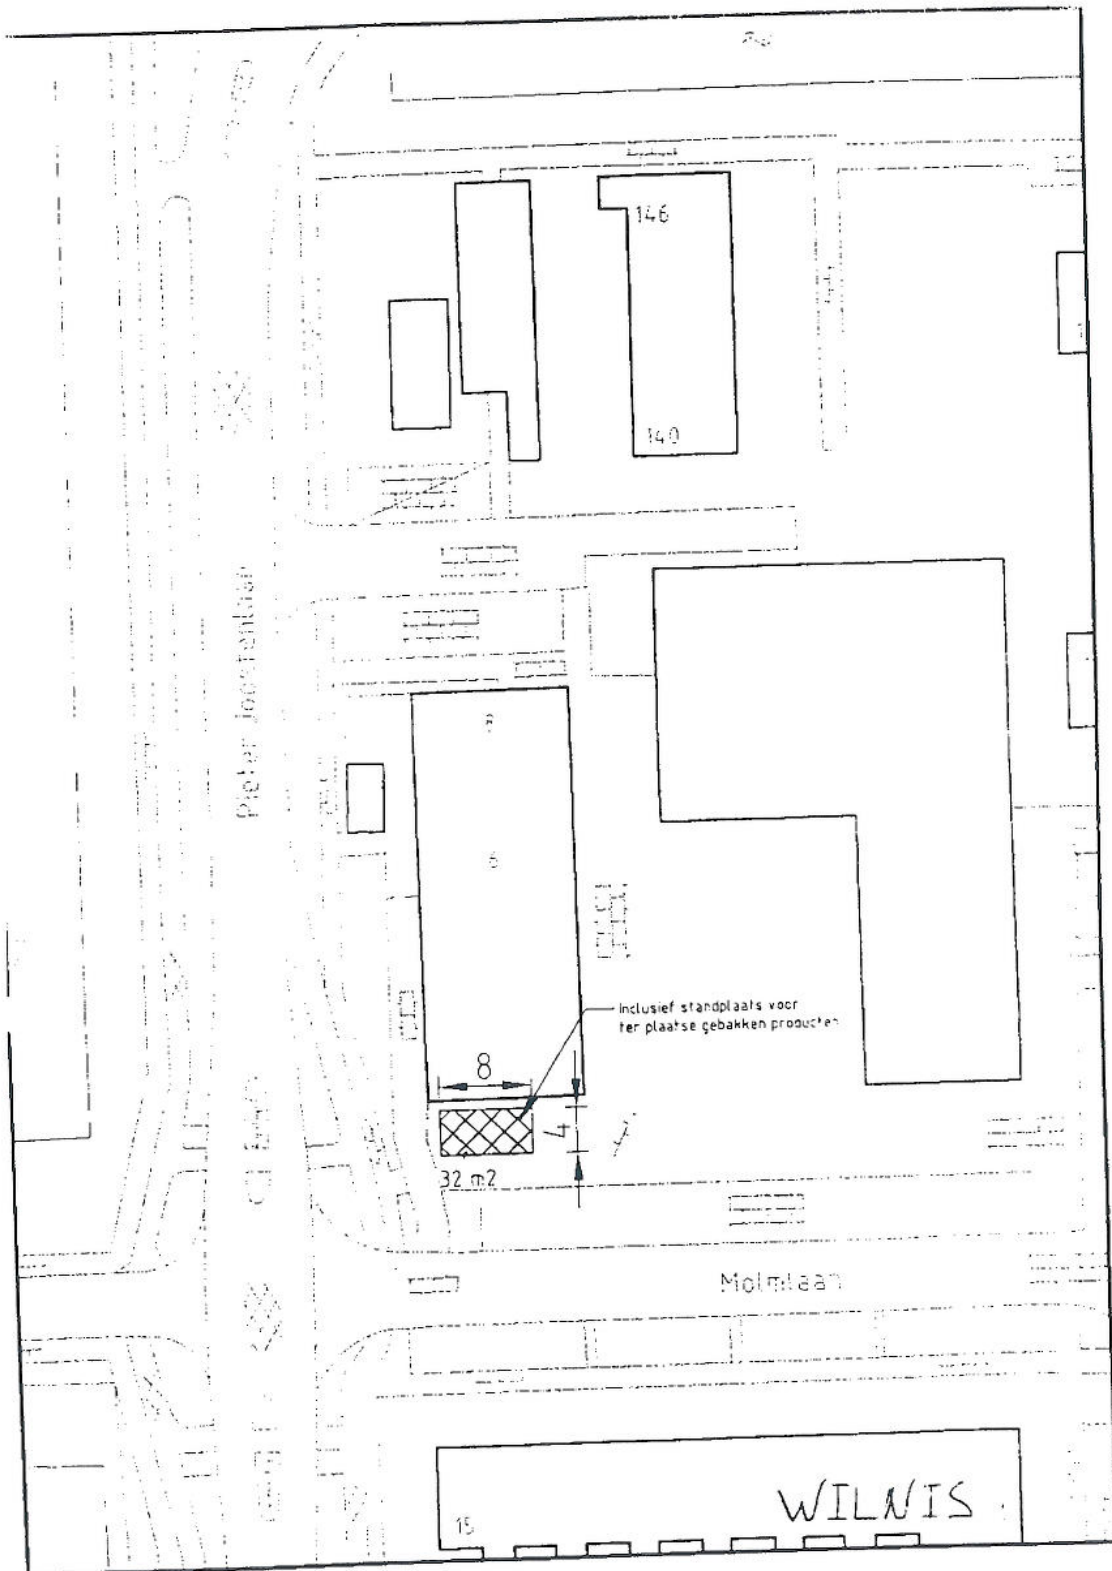 146
140
Pieter Joostenlaan
8
6
Inclusief standplaats voor
ter plaatse gebakken producten
8
4
32 m2
Molmlaan
15
WILNIS